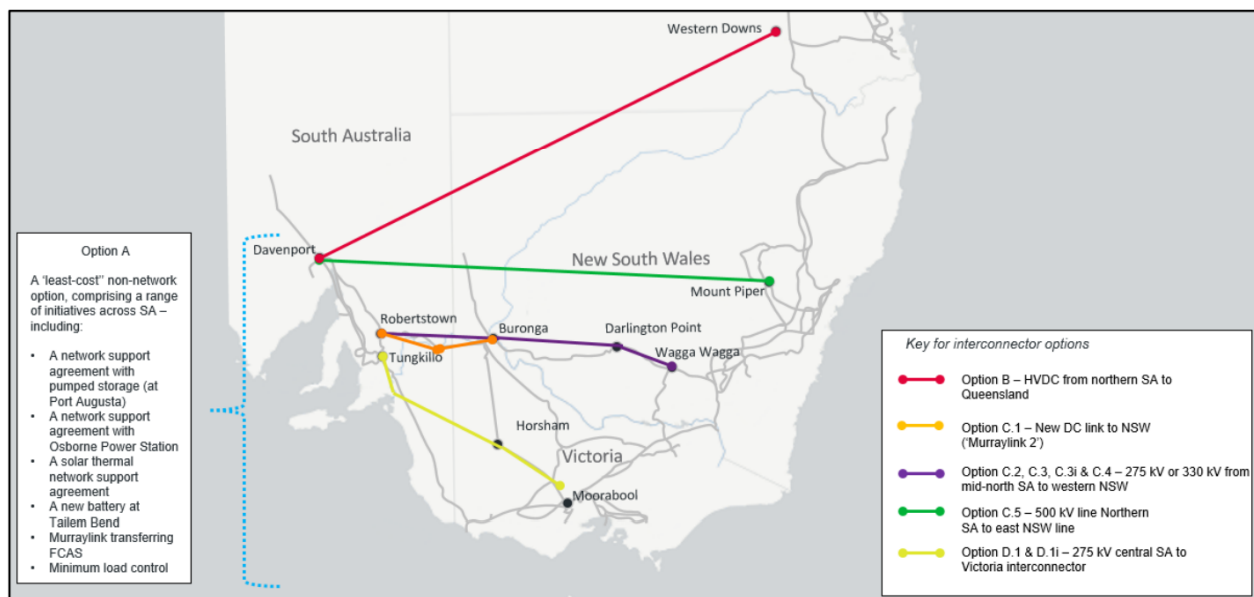 Western Downs
South Australia
Davenport
New South Wales
Mount Piper
Robertstown
Buronga
Darlington Point
Wagga Wagga
Tungkillo
Horsham
Victoria
Moorabool
Option A
A 'least-cost" non-network
option, comprising a range
of initiatives across SA –
including:
• A network support
agreement with
pumped storage (at
Port Augusta)
• A network support
agreement with
Osborne Power Station
• A solar thermal
network support
agreement
• A new battery at
Tailem Bend
• Murraylink transferring
FCAS
• Minimum load control
Key for interconnector options
Option B – HVDC from northern SA to
Queensland
Option C.1 – New DC link to NSW
('Murraylink 2')
Option C.2, C.3, C.3i & C.4 – 275 kV or 330 kV from
mid-north SA to western NSW
Option C.5 – 500 kV line Northern
SA to east NSW line
Option D.1 & D.1i – 275 kV central SA to
Victoria interconnector